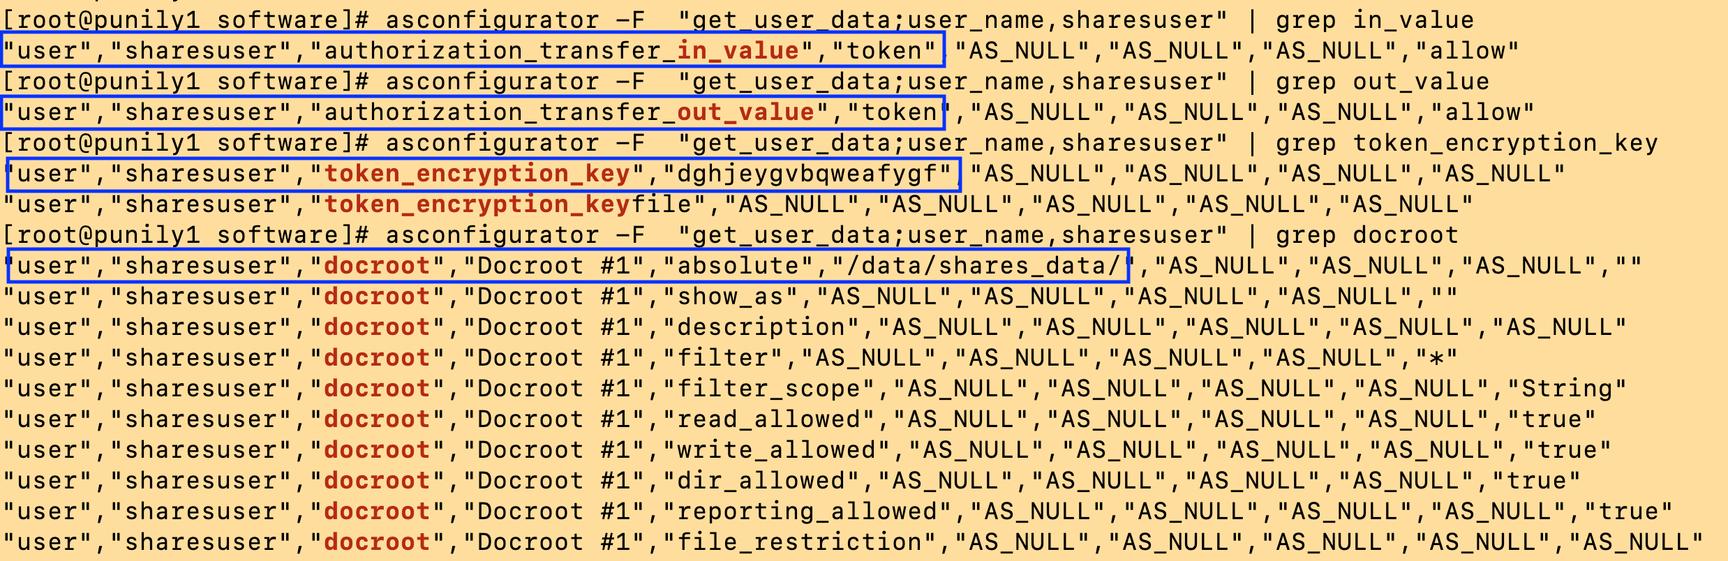 [root@punily1 software]# asconfigurator -F  "get_user_data;user_name,sharesuser" | grep in_value
"user","sharesuser","authorization_transfer_in_value","token","AS_NULL","AS_NULL","AS_NULL","allow"
[root@punily1 software]# asconfigurator -F  "get_user_data;user_name,sharesuser" | grep out_value
"user","sharesuser","authorization_transfer_out_value","token","AS_NULL","AS_NULL","AS_NULL","allow"
[root@punily1 software]# asconfigurator -F  "get_user_data;user_name,sharesuser" | grep token_encryption_key
"user","sharesuser","token_encryption_key","dghjeygvbqweafygf","AS_NULL","AS_NULL","AS_NULL","AS_NULL"
"user","sharesuser","token_encryption_keyfile","AS_NULL","AS_NULL","AS_NULL","AS_NULL","AS_NULL"
[root@punily1 software]# asconfigurator -F  "get_user_data;user_name,sharesuser" | grep docroot
"user","sharesuser","docroot","Docroot #1","absolute","/data/shares_data/","AS_NULL","AS_NULL","AS_NULL",""
"user","sharesuser","docroot","Docroot #1","show_as","AS_NULL","AS_NULL","AS_NULL","AS_NULL",""
"user","sharesuser","docroot","Docroot #1","description","AS_NULL","AS_NULL","AS_NULL","AS_NULL","AS_NULL"
"user","sharesuser","docroot","Docroot #1","filter","AS_NULL","AS_NULL","AS_NULL","AS_NULL","*"
"user","sharesuser","docroot","Docroot #1","filter_scope","AS_NULL","AS_NULL","AS_NULL","AS_NULL","String"
"user","sharesuser","docroot","Docroot #1","read_allowed","AS_NULL","AS_NULL","AS_NULL","AS_NULL","true"
"user","sharesuser","docroot","Docroot #1","write_allowed","AS_NULL","AS_NULL","AS_NULL","AS_NULL","true"
"user","sharesuser","docroot","Docroot #1","dir_allowed","AS_NULL","AS_NULL","AS_NULL","AS_NULL","true"
"user","sharesuser","docroot","Docroot #1","reporting_allowed","AS_NULL","AS_NULL","AS_NULL","AS_NULL","true"
"user","sharesuser","docroot","Docroot #1","file_restriction","AS_NULL","AS_NULL","AS_NULL","AS_NULL","AS_NULL"